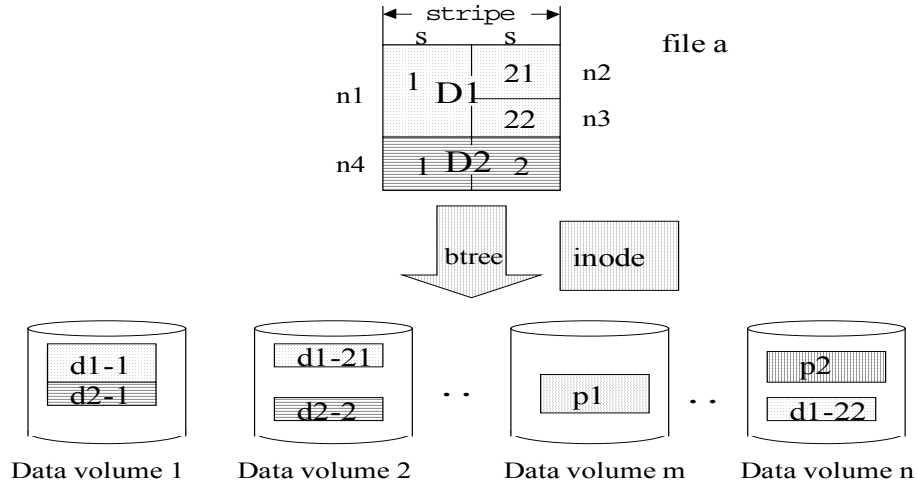 stripe
s s
file a
1 21 n2
n1 D1
22 n3
n4 1 D2 2
btree inode
d1-1 d1-21 p2
d2-1 d2-2 . . p1 . . d1-22
Data volume 1 Data volume 2 Data volume m Data volume n